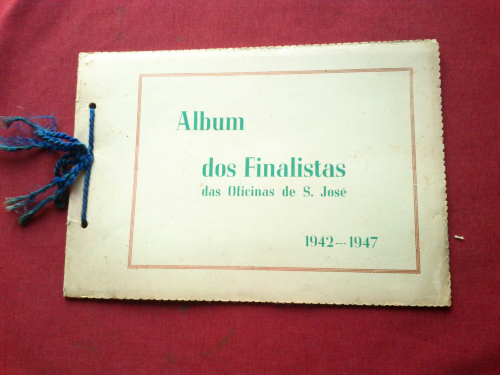 Album
dos Finalistas
das Oficinas de S. José
1942---1947